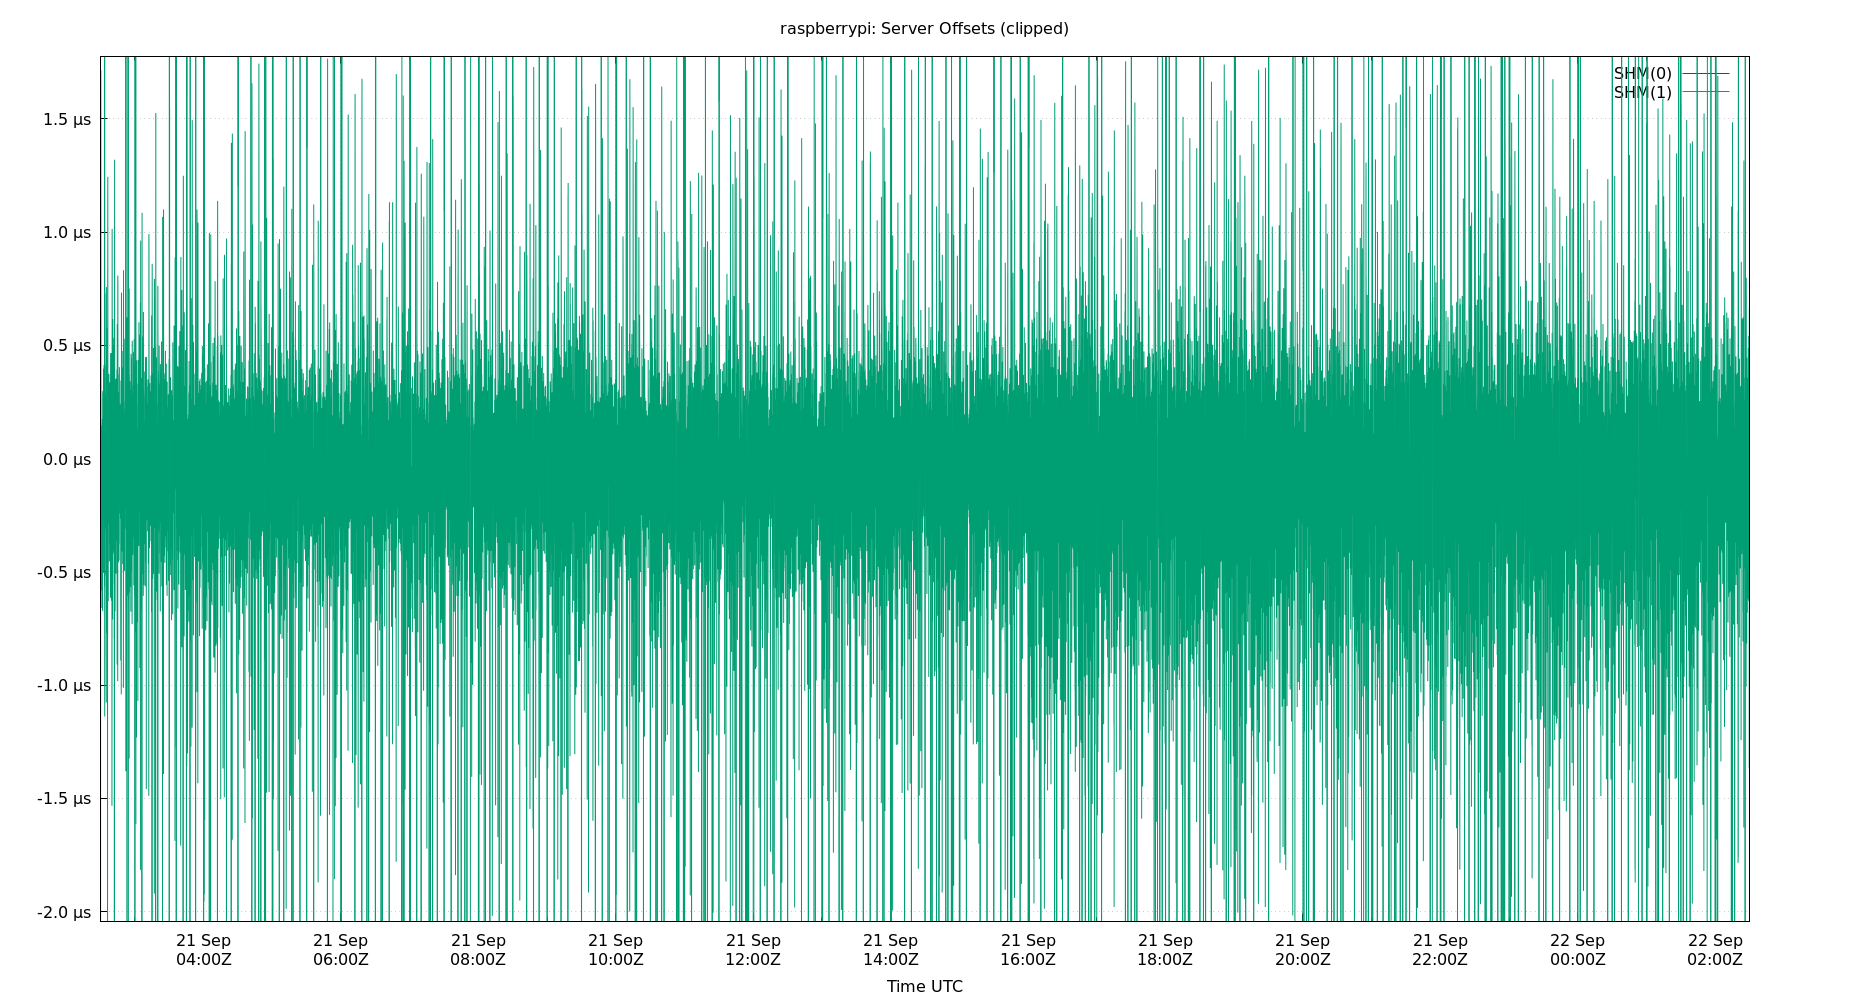 raspberrypi: Server Offsets (clipped)
SHM(0)
SHM(1)
1.5 µs
1.0 µs
0.5 µs
0.0 µs
-0.5 µs
-1.0 µs
-1.5 µs
-2.0 µs
21 Sep 21 Sep 21 Sep 21 Sep 21 Sep 21 Sep 21 Sep 21 Sep 21 Sep 21 Sep 22 Sep 22 Sep
04:00Z 06:00Z 08:00Z 10:00Z 12:00Z 14:00Z 16:00Z 18:00Z 20:00Z 22:00Z 00:00Z 02:00Z
Time UTC